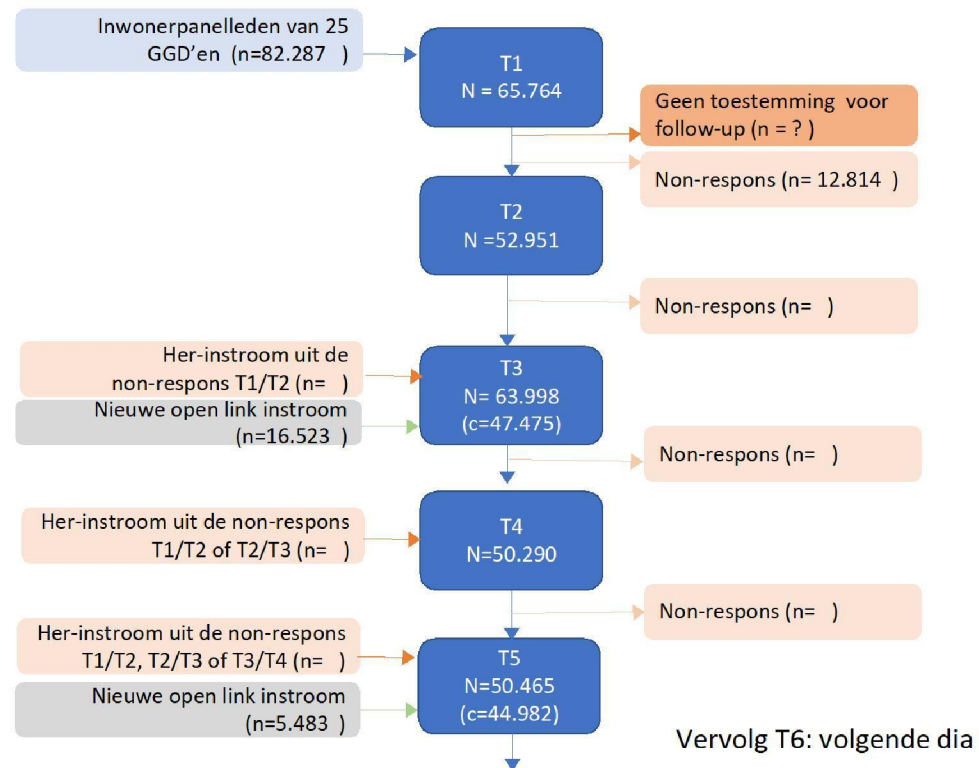 Inwonerpanelleden van 25
GGD'en (n=82.287 )
T1
N = 65.764
Geen toestemming voor
follow-up (n = ? )
Non-respons (n= 12.814 )
T2
N =52.951
Non-respons (n= )
Her-instroom uit de
non-respons T1/T2 (n= )
Nieuwe open link instroom
(n=16.523 )
T3
N= 63.998
(c=47.475)
Non-respons (n= )
Her-instroom uit de non-respons
T1/T2 of T2/T3 (n= )
T4
N=50.290
Non-respons (n= )
Her-instroom uit de non-respons
T1/T2, T2/T3 of T3/T4 (n= )
Nieuwe open link instroom
(n=5.483 )
T5
N=50.465
(c=44.982)
Vervolg T6: volgende dia